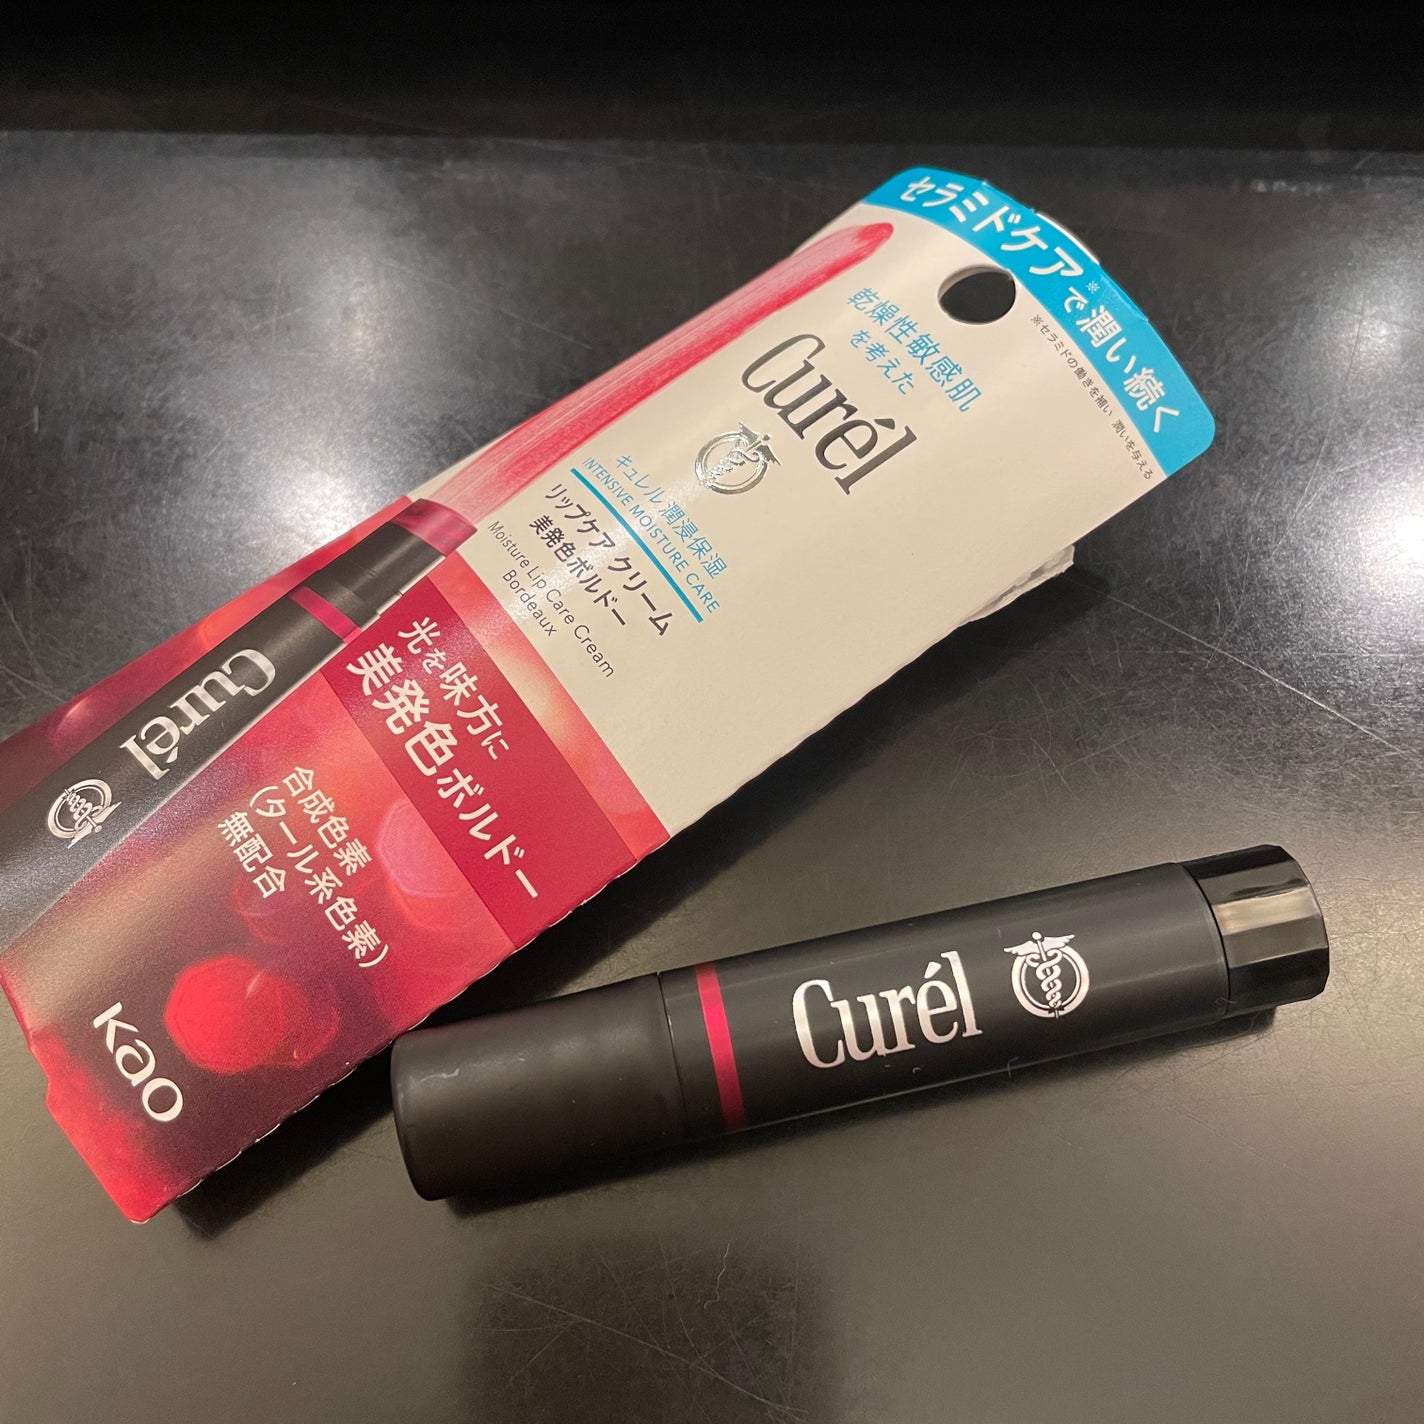 セラミドケア※で潤い続く
※セラミドの働きを補い 潤いを与える
乾燥性敏感肌
を考えた
Curél
キュレル 潤浸保湿
INTENSIVE MOISTURE CARE
リップケア クリーム
美発色ボルドー
Moisture Lip Care Cream
Bordeaux
光を味方に
美発色ボルドー
Curél
合成色素
(タール系色素)
無配合
Kao
Curél